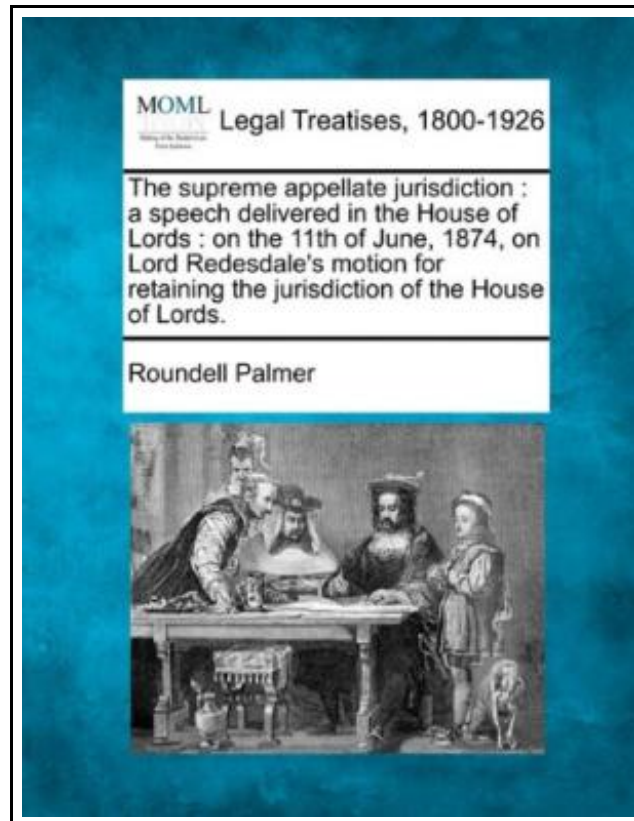 MOML
Legal Treatises, 1800-1926
The supreme appellate jurisdiction :
a speech delivered in the House of
Lords : on the 11th of June, 1874, on
Lord Redesdale's motion for
retaining the jurisdiction of the House
of Lords.
Roundell Palmer